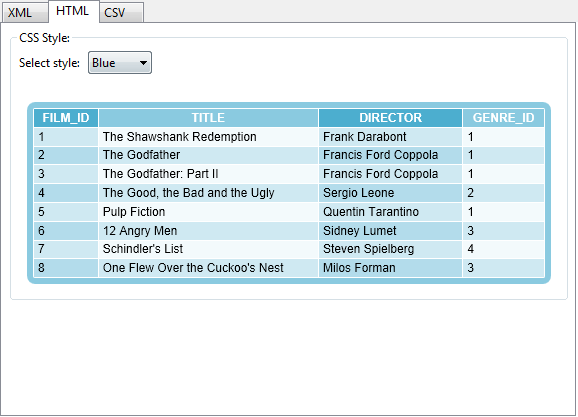 XML HTML CSV
CSS Style:
Select style: Blue
FILM_ID TITLE DIRECTOR GENRE_ID
1 The Shawshank Redemption Frank Darabont 1
2 The Godfather Francis Ford Coppola 1
3 The Godfather: Part II Francis Ford Coppola 1
4 The Good, the Bad and the Ugly Sergio Leone 2
5 Pulp Fiction Quentin Tarantino 1
6 12 Angry Men Sidney Lumet 3
7 Schindler's List Steven Spielberg 4
8 One Flew Over the Cuckoo's Nest Milos Forman 3